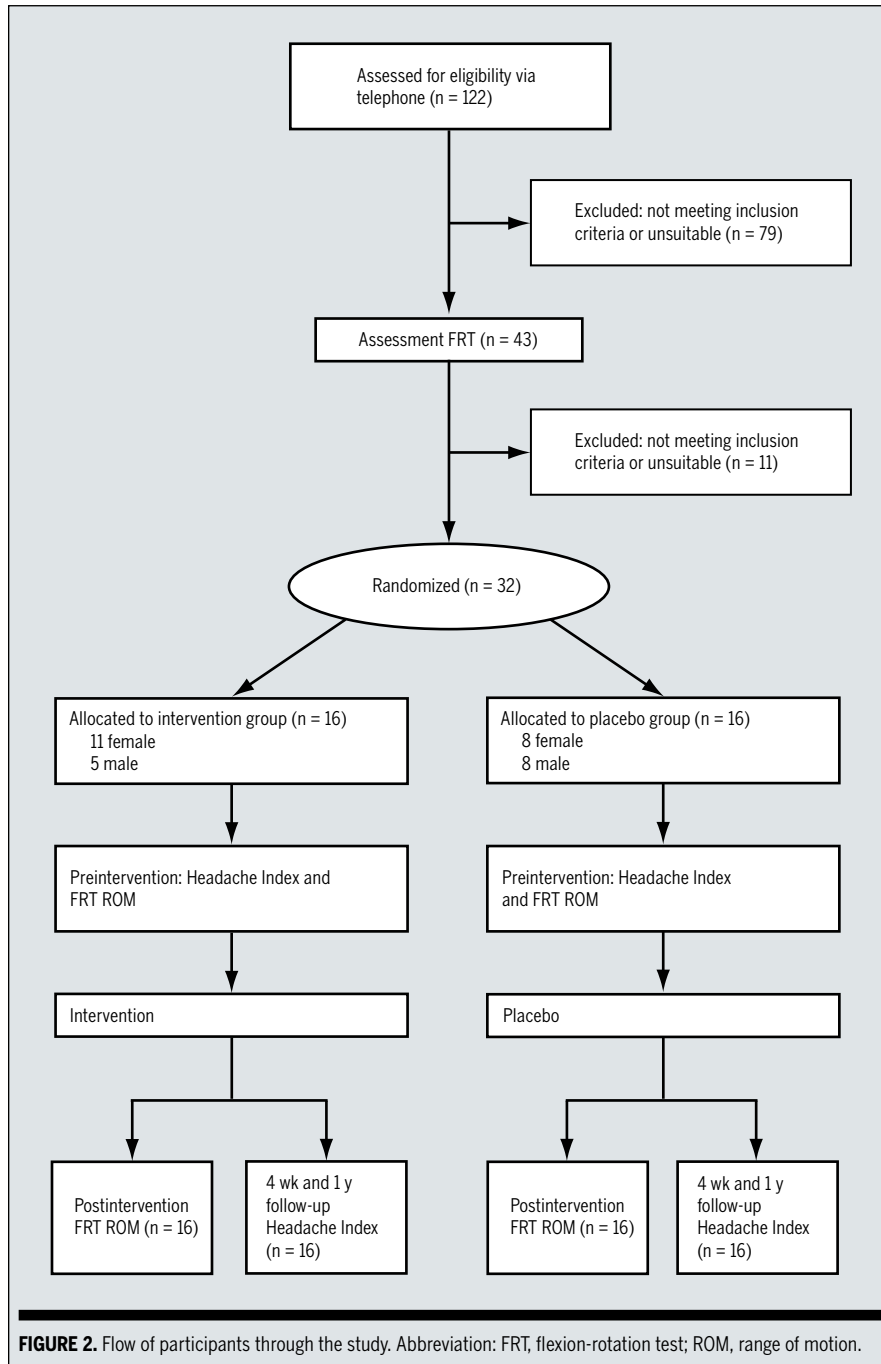 Assessed for eligibility via
telephone (n = 122)
Excluded: not meeting inclusion
criteria or unsuitable (n = 79)
Assessment FRT (n = 43)
Excluded: not meeting inclusion
criteria or unsuitable (n = 11)
Randomized (n = 32)
Allocated to intervention group (n = 16)
11 female
5 male
Allocated to placebo group (n = 16)
8 female
8 male
Preintervention: Headache Index and
FRT ROM
Preintervention: Headache Index
and FRT ROM
Intervention
Placebo
Postintervention
FRT ROM (n = 16)
4 wk and 1 y
follow-up
Headache Index
(n = 16)
Postintervention
FRT ROM (n = 16)
4 wk and 1 y
follow-up
Headache Index
(n = 16)
FIGURE 2. Flow of participants through the study. Abbreviation: FRT, flexion-rotation test; ROM, range of motion.